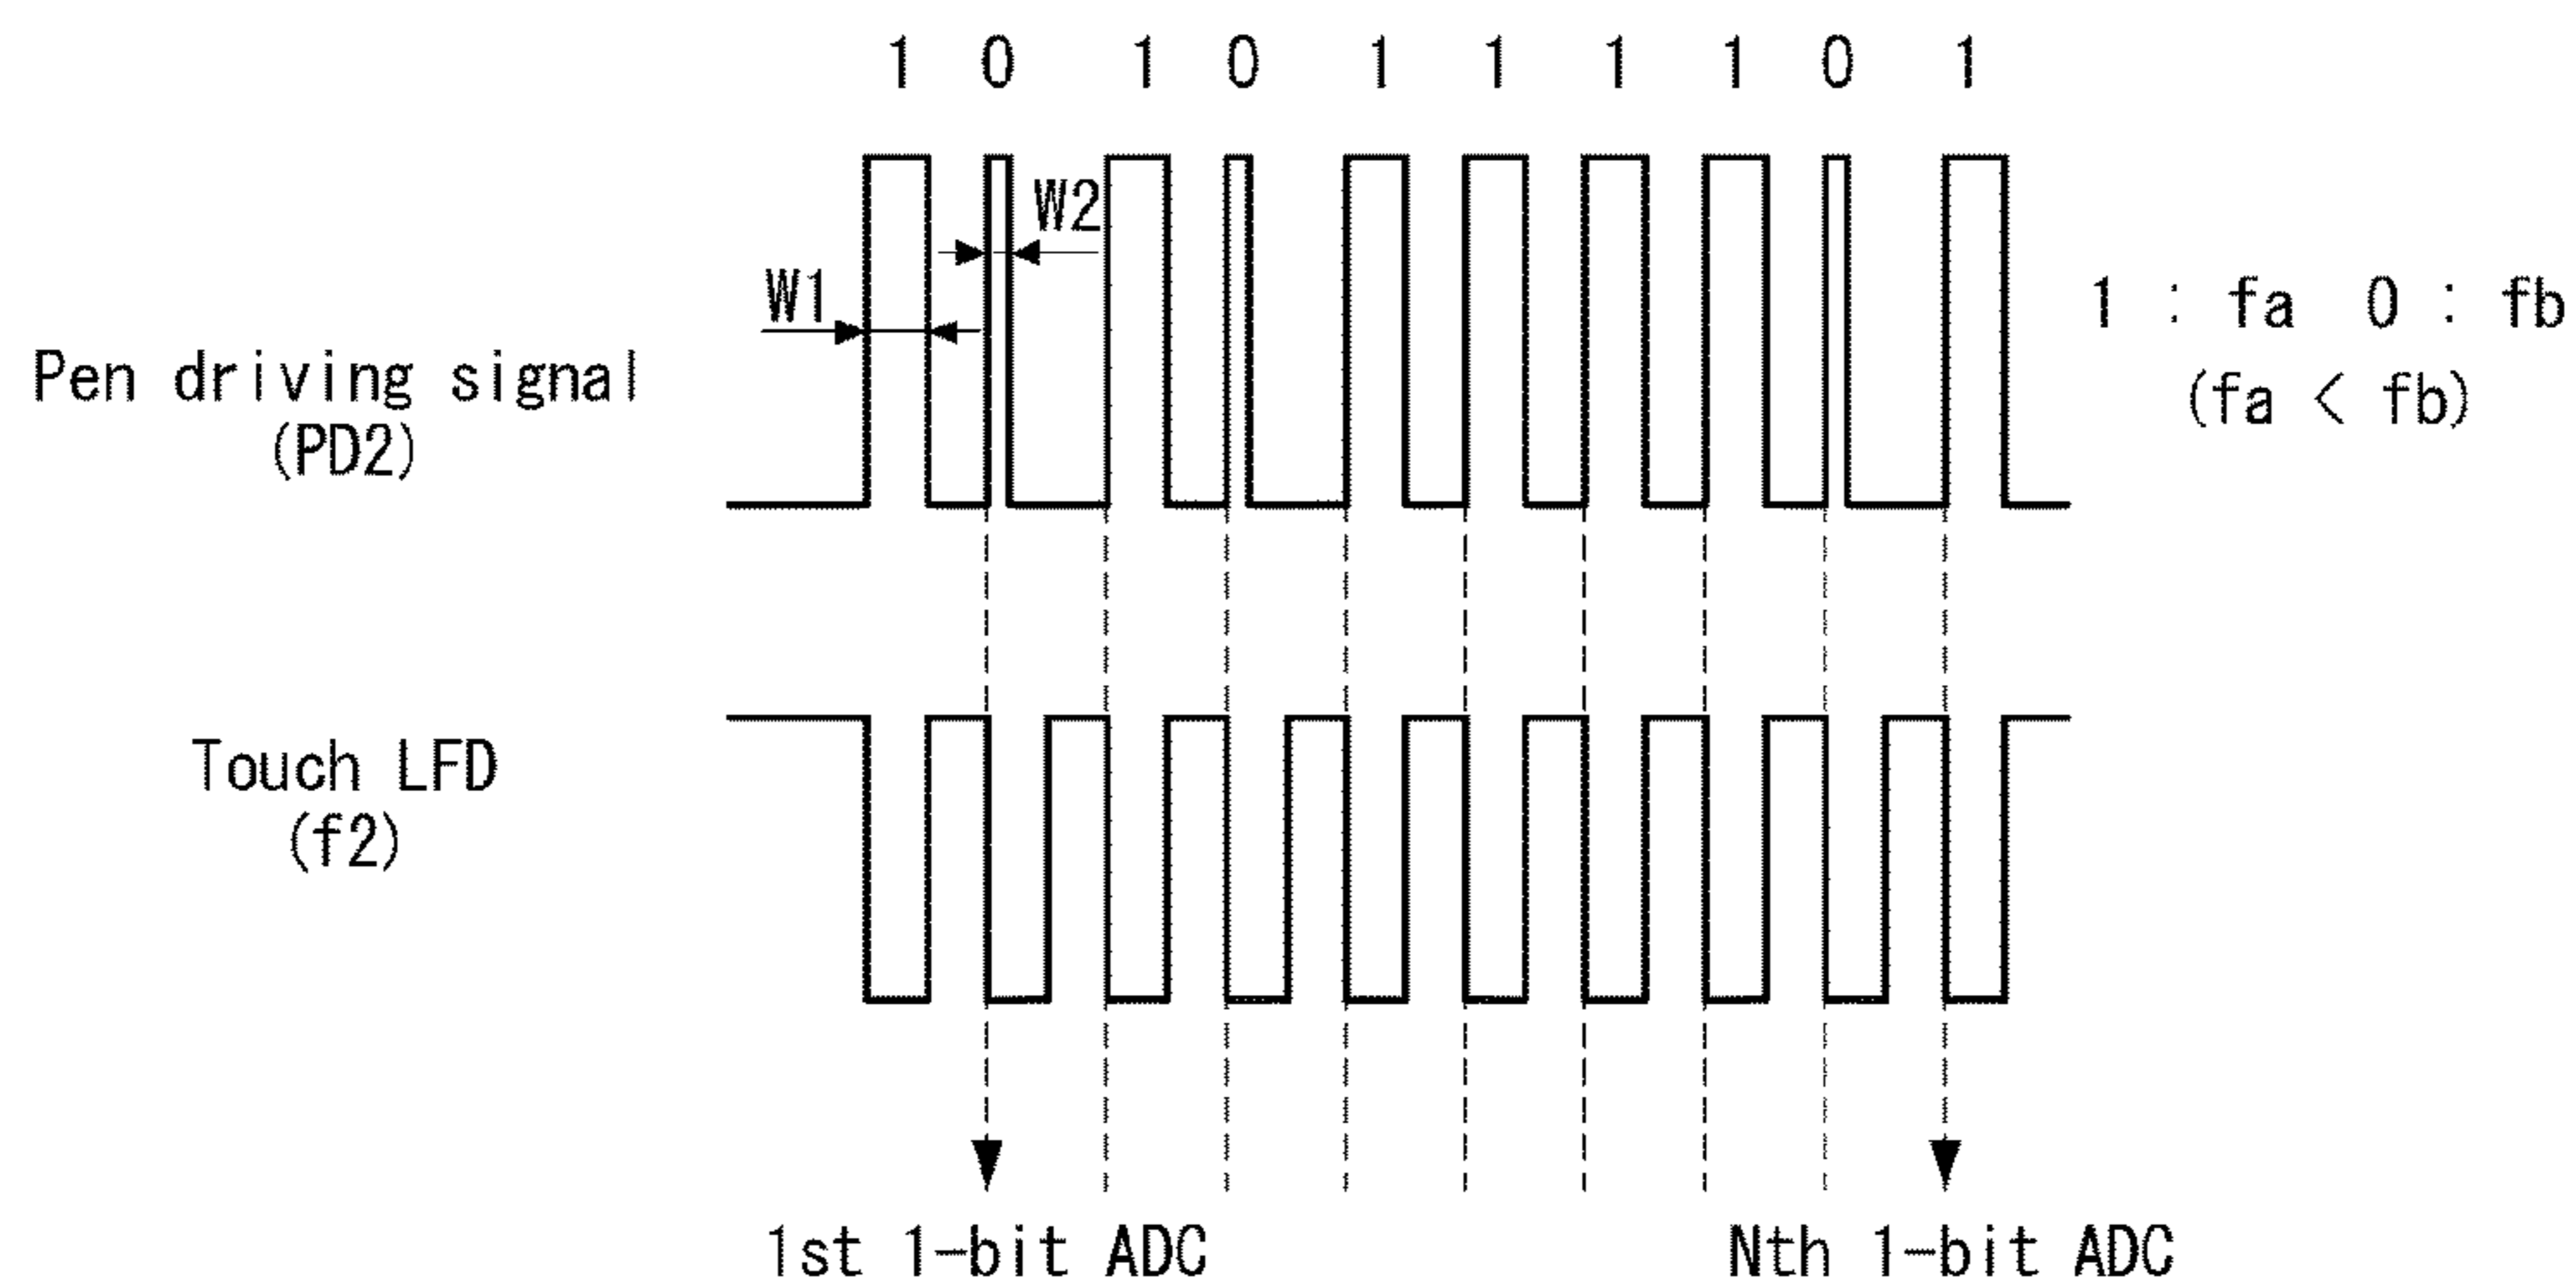 1 0 1 0 1 1 1 1 0 1
W2
W1
1 : fa 0 : fb
(fa < fb)
Pen driving signal
(PD2)
Touch LFD
(f2)
1st 1-bit ADC
Nth 1-bit ADC